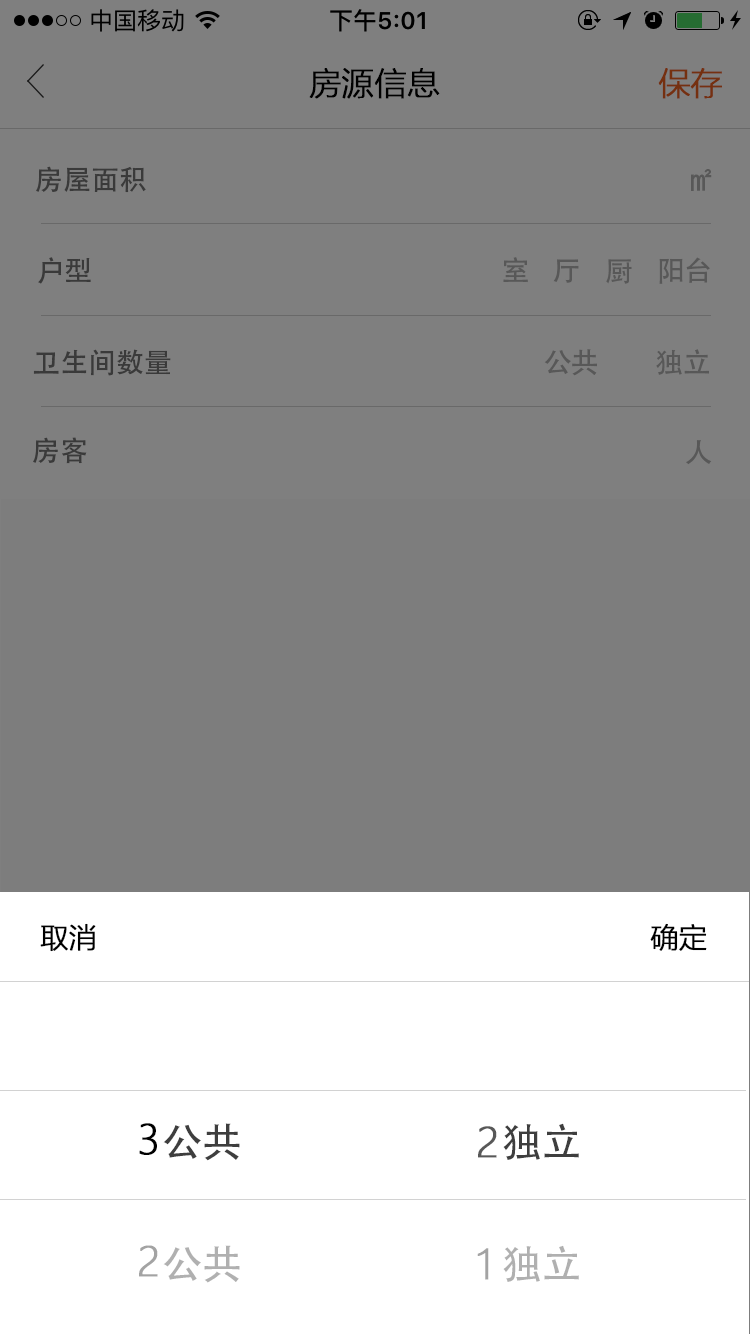 中国移动 下午5:01
房源信息 保存
房屋面积 ㎡
户型 室 厅 厨 阳台
卫生间数量 公共 独立
房客 人
取消 确定
3公共 2独立
2公共 1独立